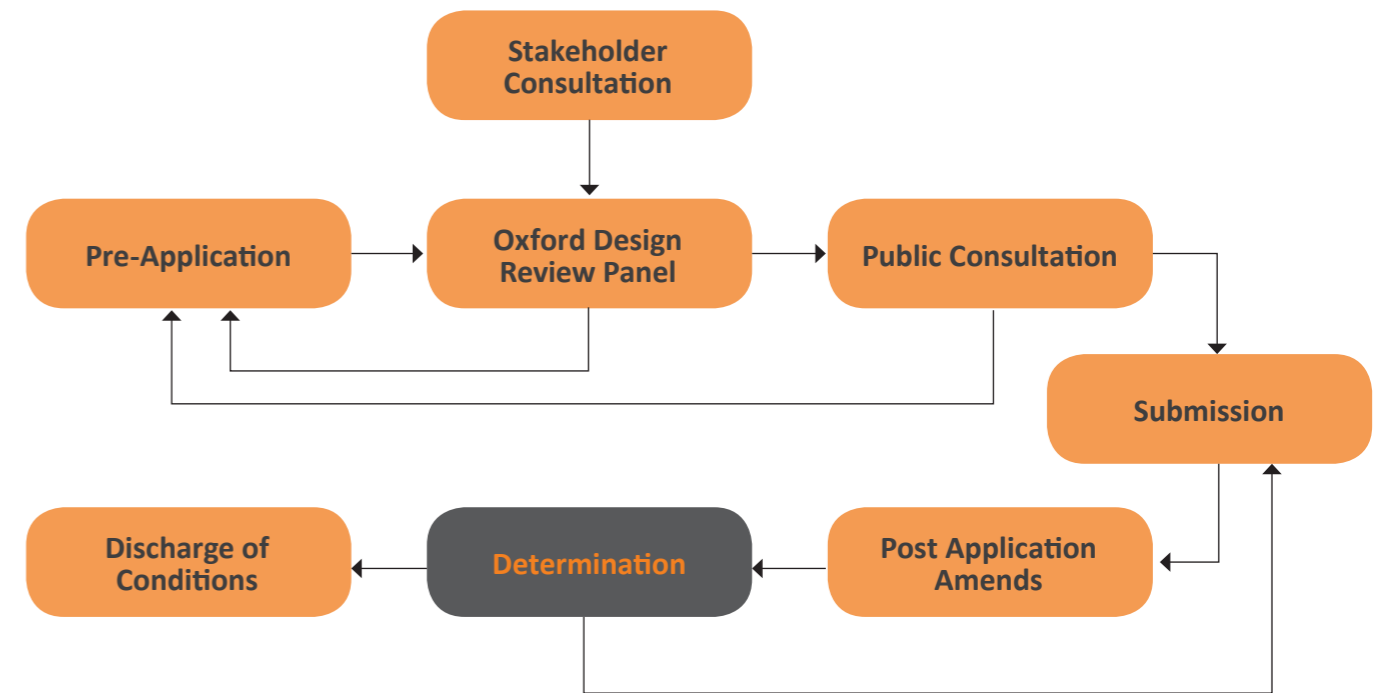 Stakeholder
Consultation
Pre-Application
Oxford Design
Review Panel
Public Consultation
Submission
Discharge of
Conditions
Determination
Post Application
Amends